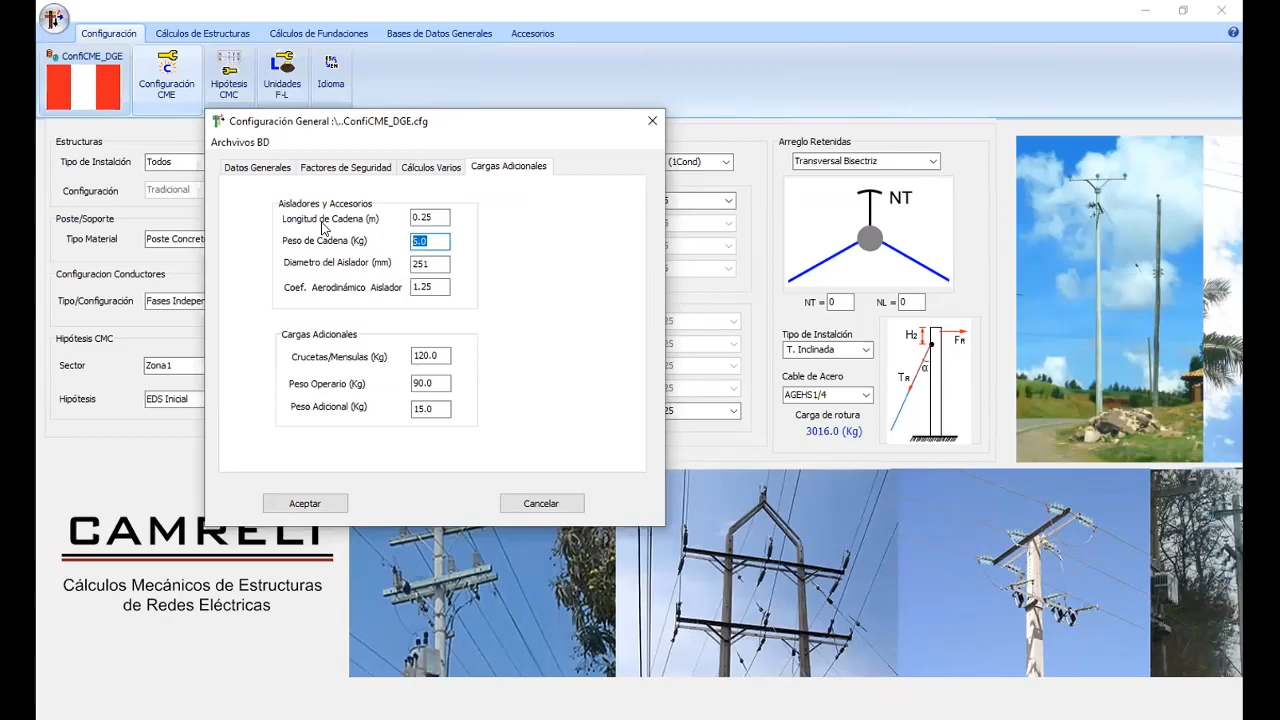 Configuración
Cálculos de Estructuras
Cálculos de Fundaciones
Bases de Datos Generales
Accesorios
ConfiCME_DGE
Configuración
CME
Hipótesis
CMC
Unidades
F-L
Idioma
Estructuras
Tipo de Instalción
Todos
Configuración
Tradicional
Poste/Soporte
Tipo Material
Poste Concret
Configuracion Conductores
Tipo/Configuración
Fases Indepen
Hipótesis CMC
Sector
Zona1
Hipótesis
EDS Inicial
Configuración General :\..ConfiCME_DGE.cfg
Archvivos BD
Datos Generales
Factores de Seguridad
Cálculos Varios
Cargas Adicionales
Aisladores y Accesorios
Longitud de Cadena (m)
0.25
Peso de Cadena (Kg)
5.0
Diametro del Aislador (mm)
251
Coef. Aerodinámico Aislador
1.25
Cargas Adicionales
Crucetas/Mensulas (Kg)
120.0
Peso Operario (Kg)
90.0
Peso Adicional (Kg)
15.0
Aceptar
Cancelar
(1Cond)
25
25
25
25
25
Arreglo Retenidas
Transversal Bisectriz
NT
NT =
0
NL =
0
Tipo de Instalción
T. Inclinada
Cable de Acero
AGEHS1/4
Carga de rotura
3016.0 (Kg)
H2
FR
α
TR
CAMRELI
Cálculos Mecánicos de Estructuras
de Redes Eléctricas